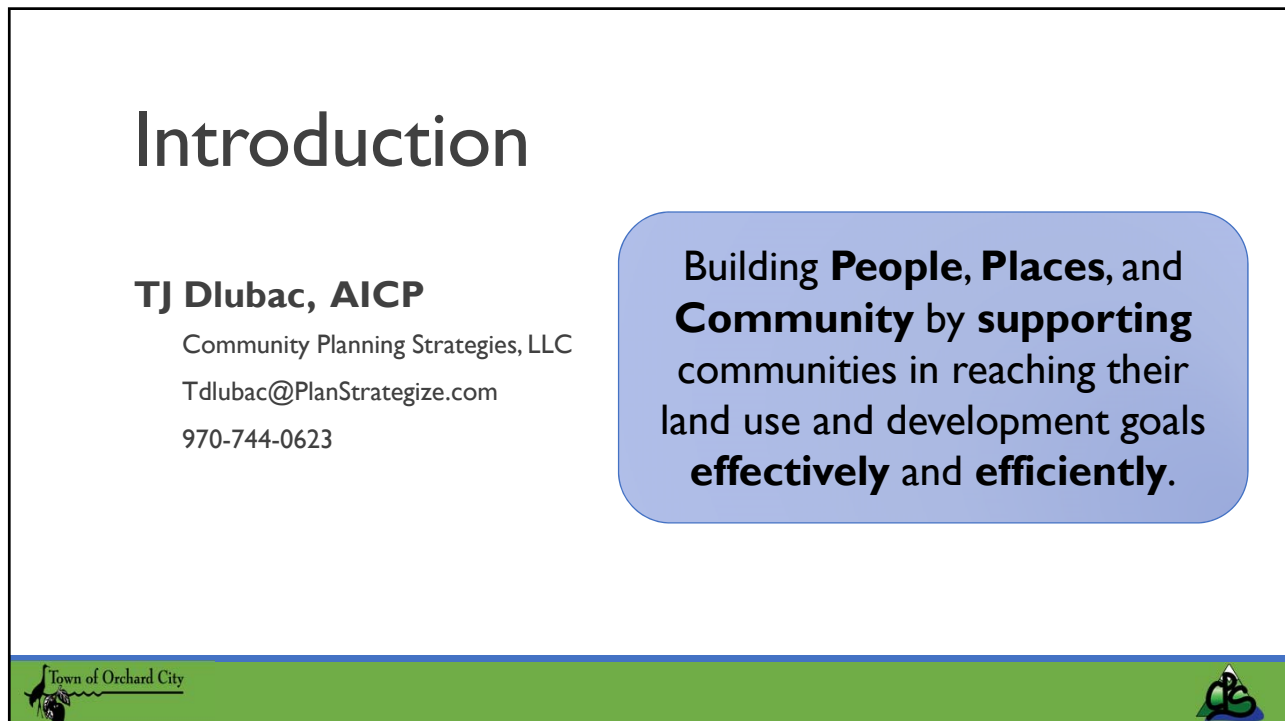 Introduction
TJ Dlubac, AICP
Community Planning Strategies, LLC
Tdlubac@PlanStrategize.com
970-744-0623
Building People, Places, and
Community by supporting
communities in reaching their
land use and development goals
effectively and efficiently.
Town of Orchard City
CPS